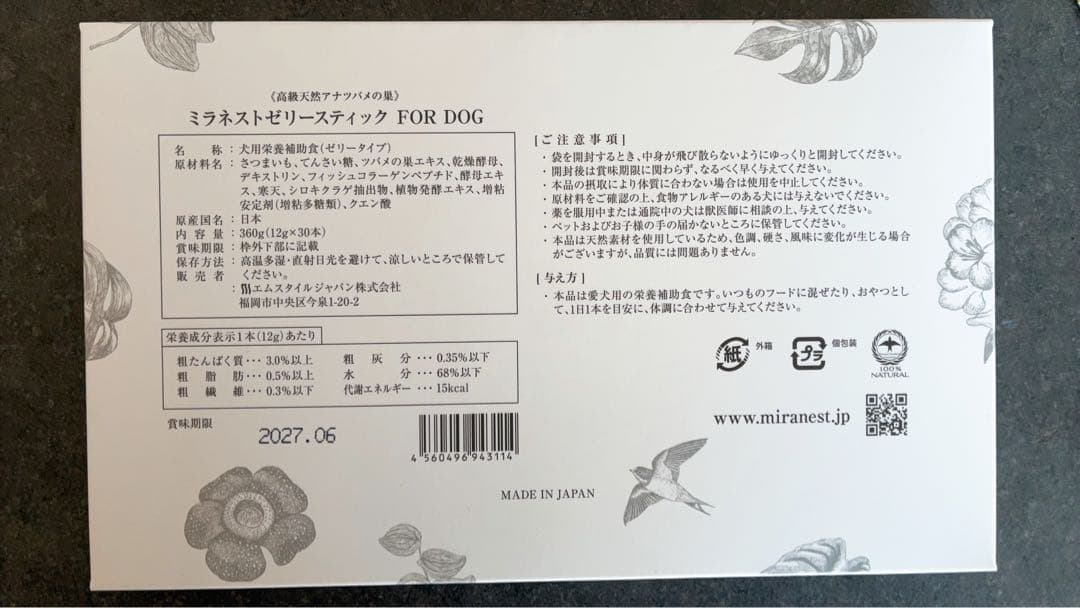 《高級天然アナツバメの巣》
ミラネストゼリースティック FOR DOG
名称：犬用栄養補助食(ゼリータイプ)
原材料名：さつまいも、てんさい糖、ツバメの巣エキス、乾燥酵母、
デキストリン、フィッシュコラーゲンペプチド、酵母エキ
ス、寒天、シロキクラゲ抽出物、植物発酵エキス、増粘
安定剤(増粘多糖類)、クエン酸
原産国名：日本
内容量：360g(12g×30本)
賞味期限：枠外下部に記載
保存方法：高温多湿・直射日光を避けて、涼しいところで保管して
ください。
販売者：エムスタイルジャパン株式会社
福岡市中央区今泉1-20-2
栄養成分表示1本(12g)あたり
粗たんぱく質･･･3.0%以上 粗灰分･･･0.35%以下
粗脂肪･･･0.5%以上 水分･･･68%以下
粗繊維･･･0.3%以下 代謝エネルギー･･･15kcal
賞味期限
2027.06
4560496943114
[ご注意事項]
・袋を開封するとき、中身が飛び散らないようにゆっくりと開封してください。
・開封後は賞味期限に関わらず、なるべく早く与えてください。
・本品の摂取により体質に合わない場合は使用を中止してください。
・原材料をご確認の上、食物アレルギーのある犬には与えないでください。
・薬を服用中または通院中の犬は獣医師に相談の上、与えてください。
・ペットおよびお子様の手の届かないところに保管してください。
・本品は天然素材を使用しているため、色調、硬さ、風味に変化が生じる場合
がございますが、品質には問題ありません。
[与え方]
・本品は愛犬用の栄養補助食です。いつものフードに混ぜたり、おやつとし
て、1日1本を目安に、体調に合わせて与えてください。
紙 外箱 プラ 個包装
100%
NATURAL
www.miranest.jp
MADE IN JAPAN